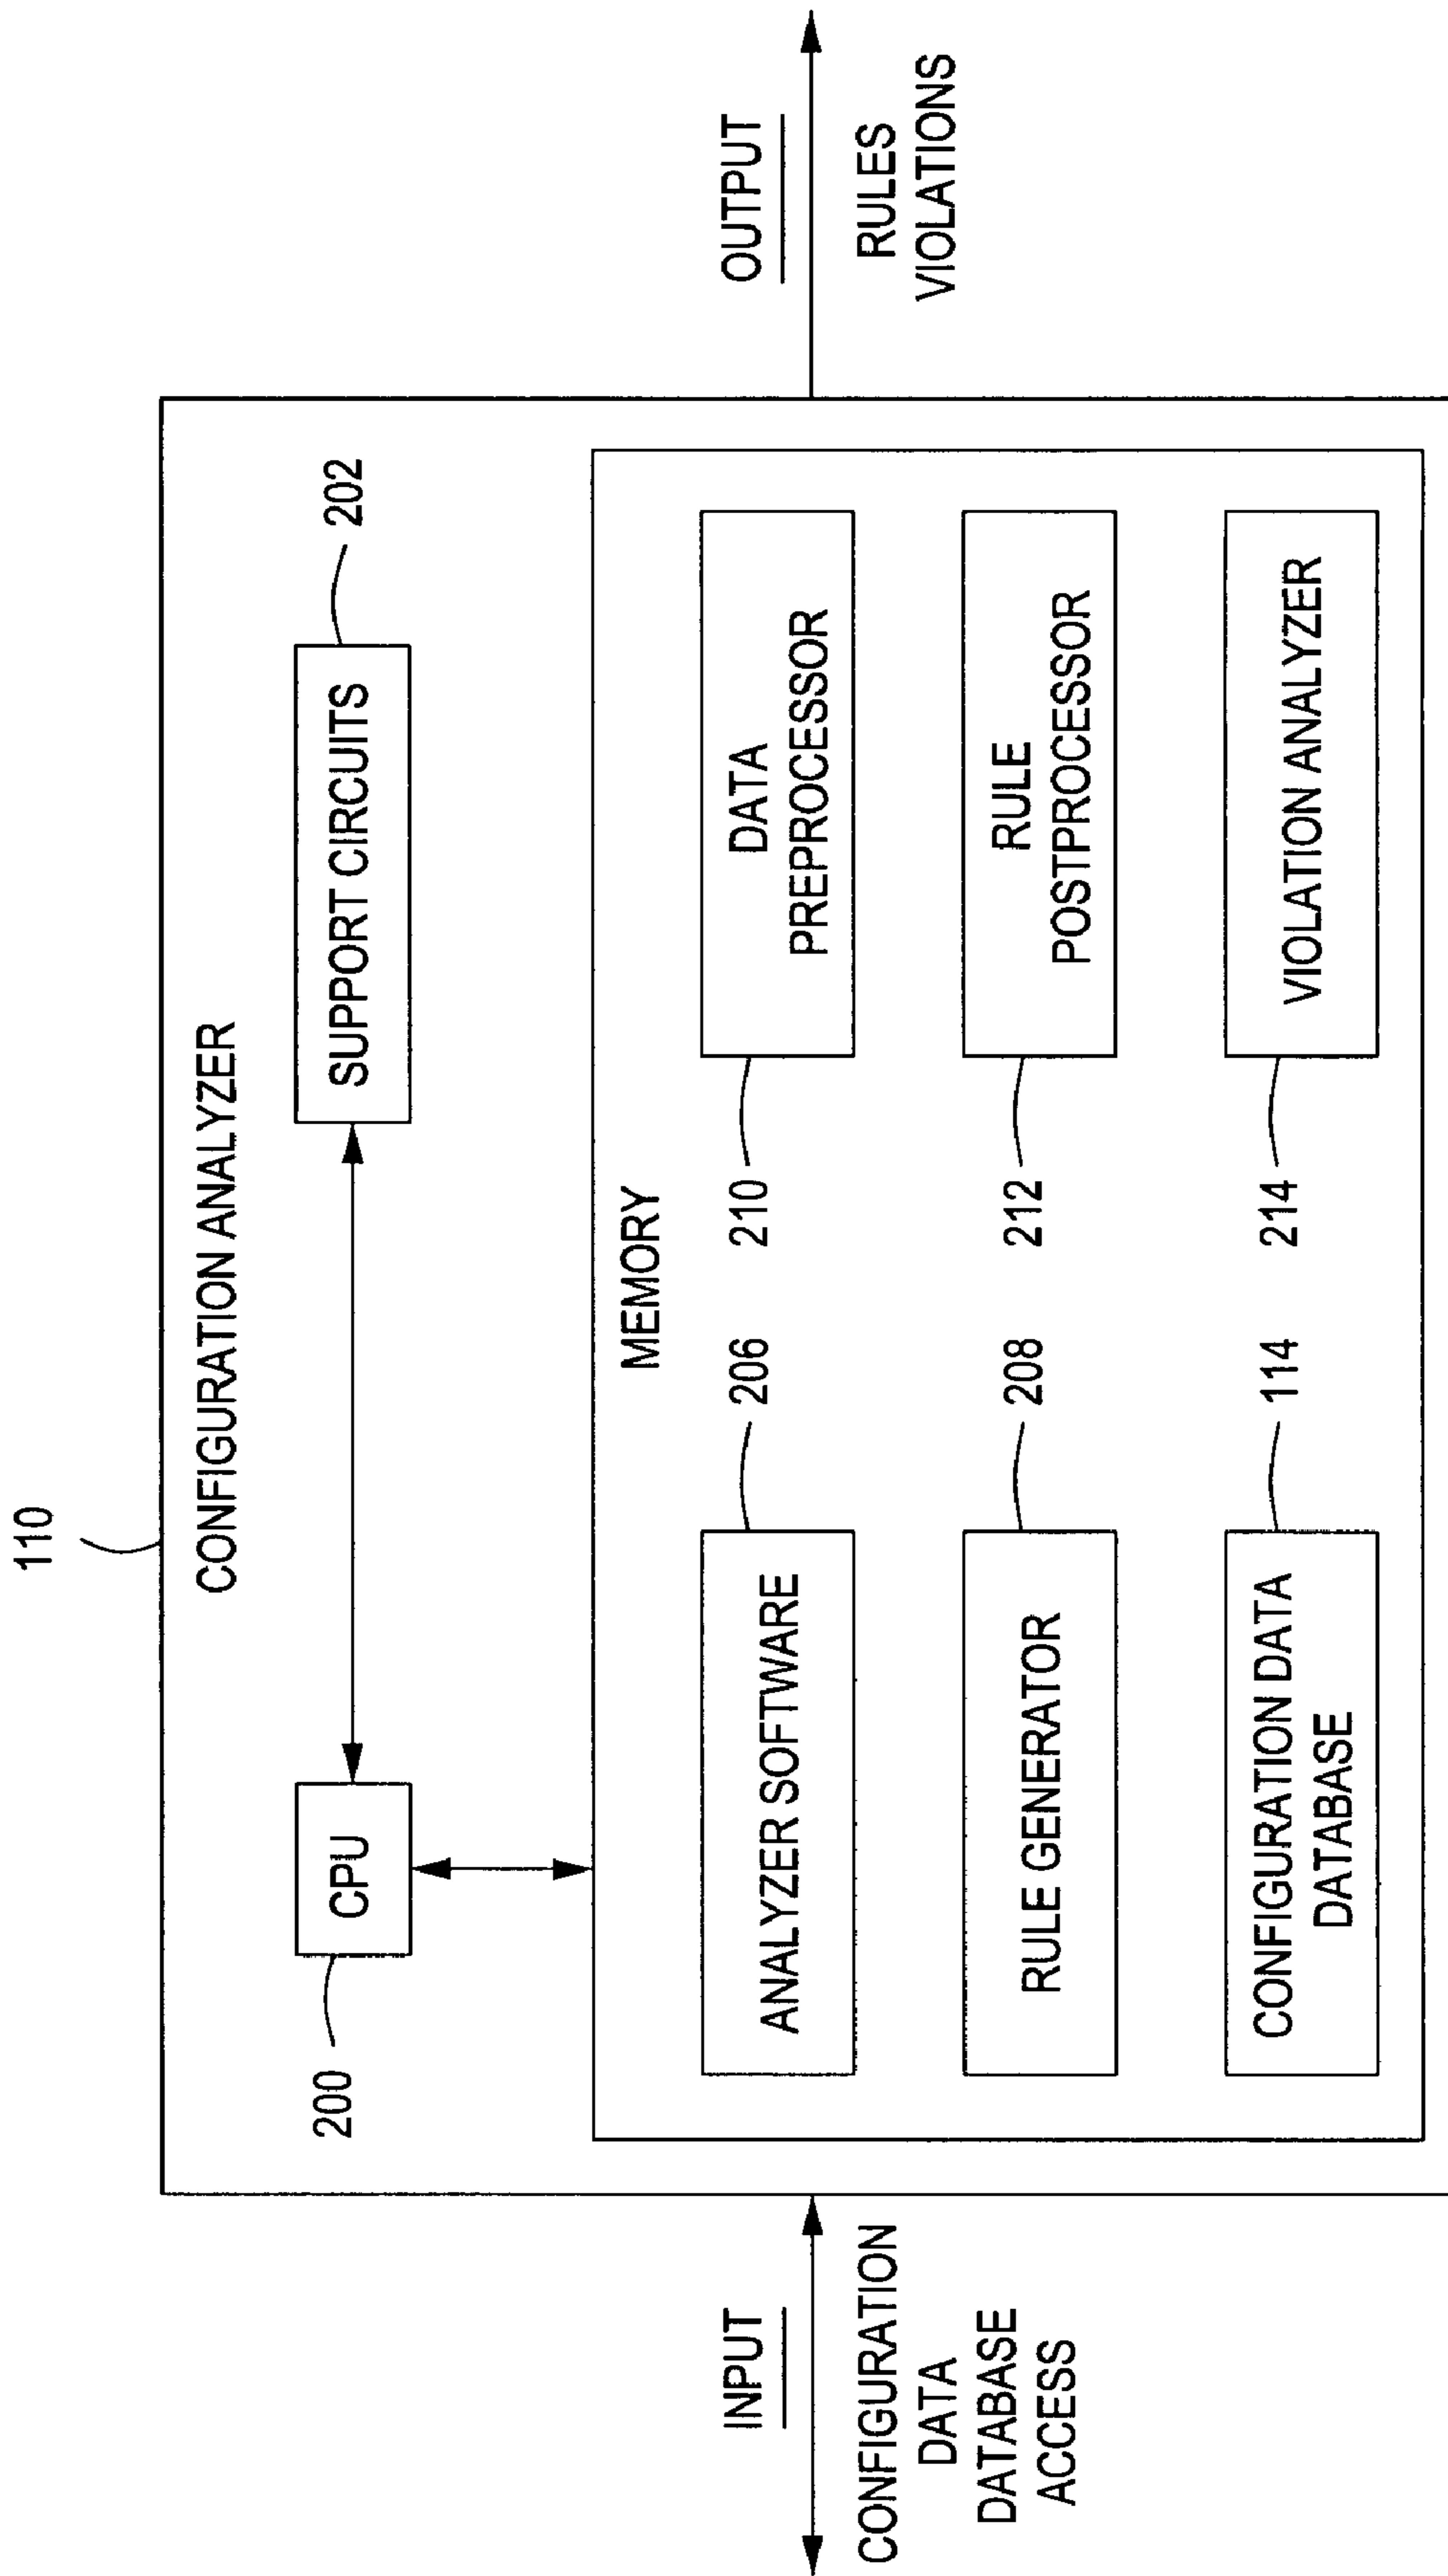 110
CONFIGURATION ANALYZER
200
CPU
SUPPORT CIRCUITS
202
MEMORY
206
ANALYZER SOFTWARE
210
DATA
PREPROCESSOR
208
RULE GENERATOR
212
RULE
POSTPROCESSOR
114
CONFIGURATION DATA
DATABASE
214
VIOLATION ANALYZER
INPUT
CONFIGURATION
DATA
DATABASE
ACCESS
OUTPUT
RULES
VIOLATIONS